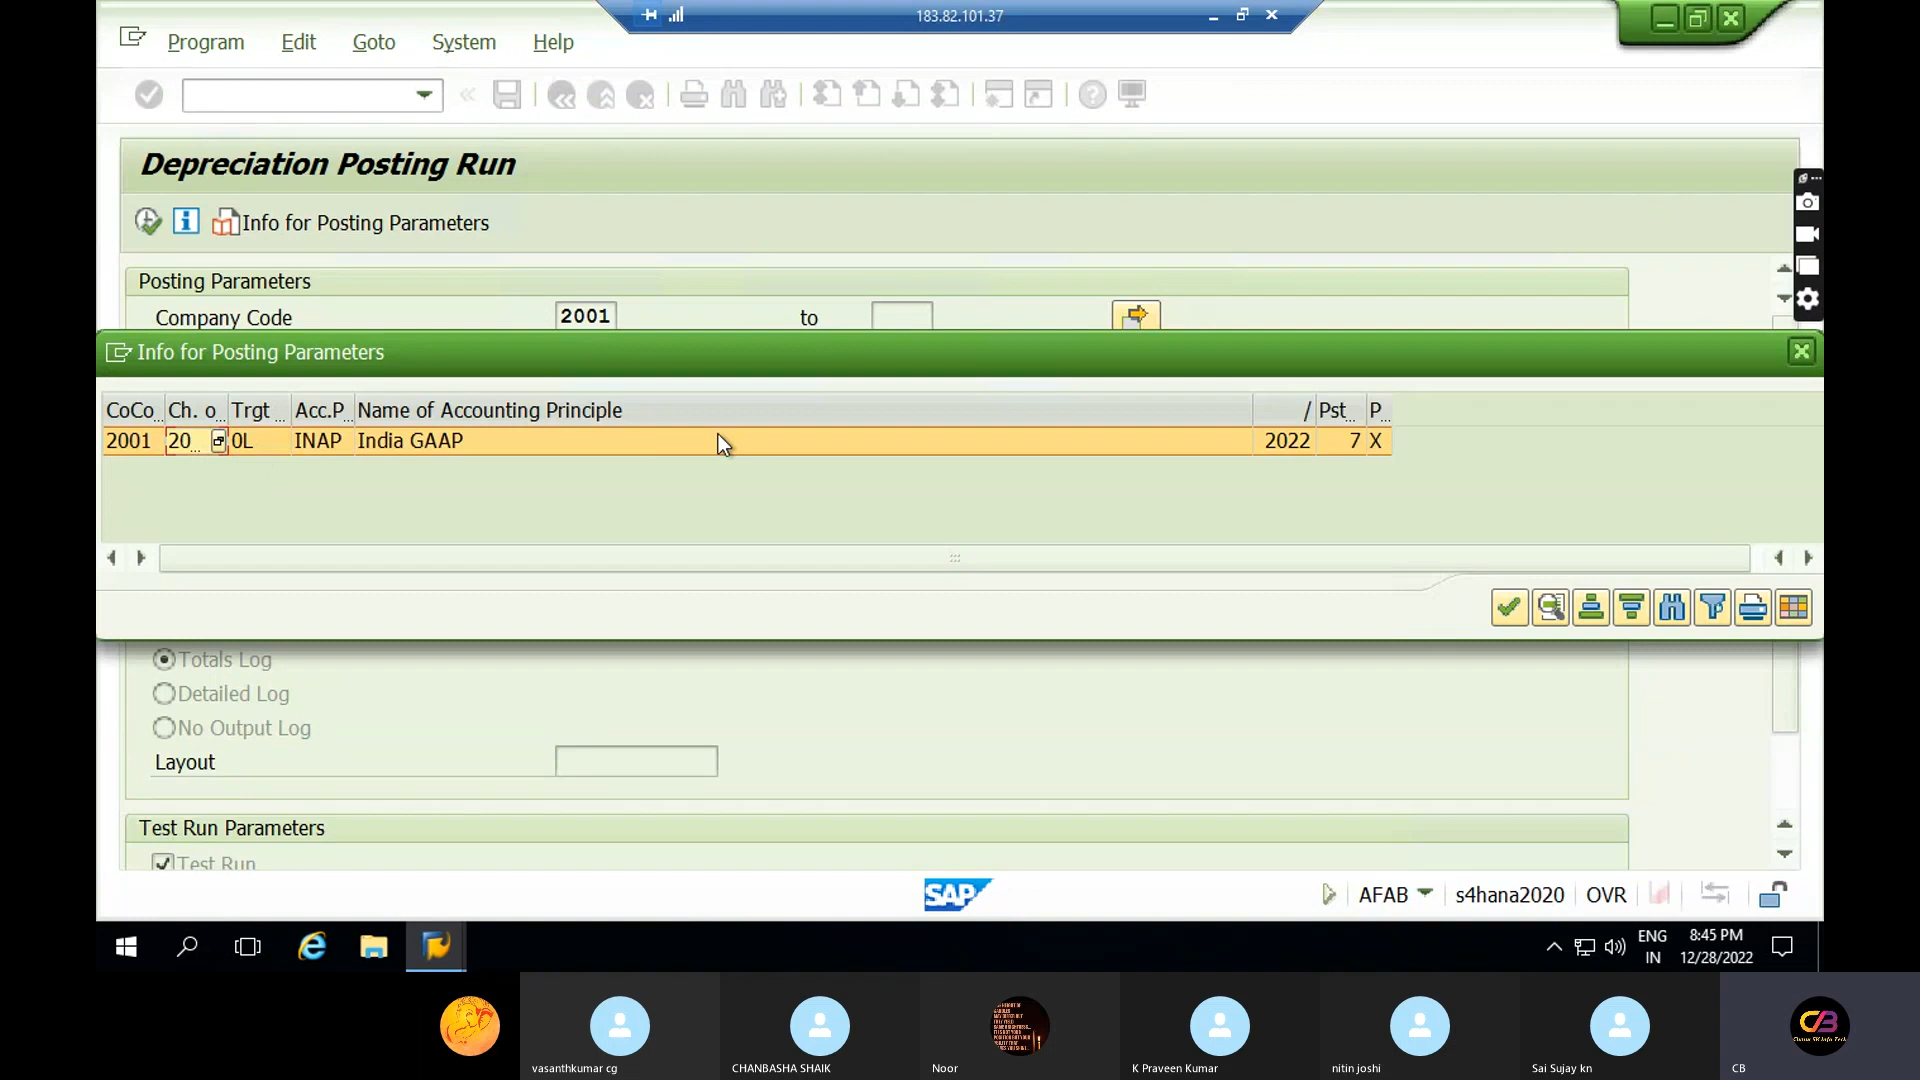 183.82.101.37
Program Edit Goto System Help
Depreciation Posting Run
Info for Posting Parameters
Posting Parameters
Company Code 2001 to
Info for Posting Parameters
CoCo.. Ch. o.. Trgt .. Acc.P.. Name of Accounting Principle / Pst.. P..
2001 20.. 0L INAP India GAAP 2022 7 X
Totals Log
Detailed Log
No Output Log
Layout
Test Run Parameters
Test Run
SAP AFAB s4hana2020 OVR
ENG 8:45 PM
IN 12/28/2022
vasanthkumar cg CHANBASHA SHAIK Noor K Praveen Kumar nitin joshi Sai Sujay kn CB